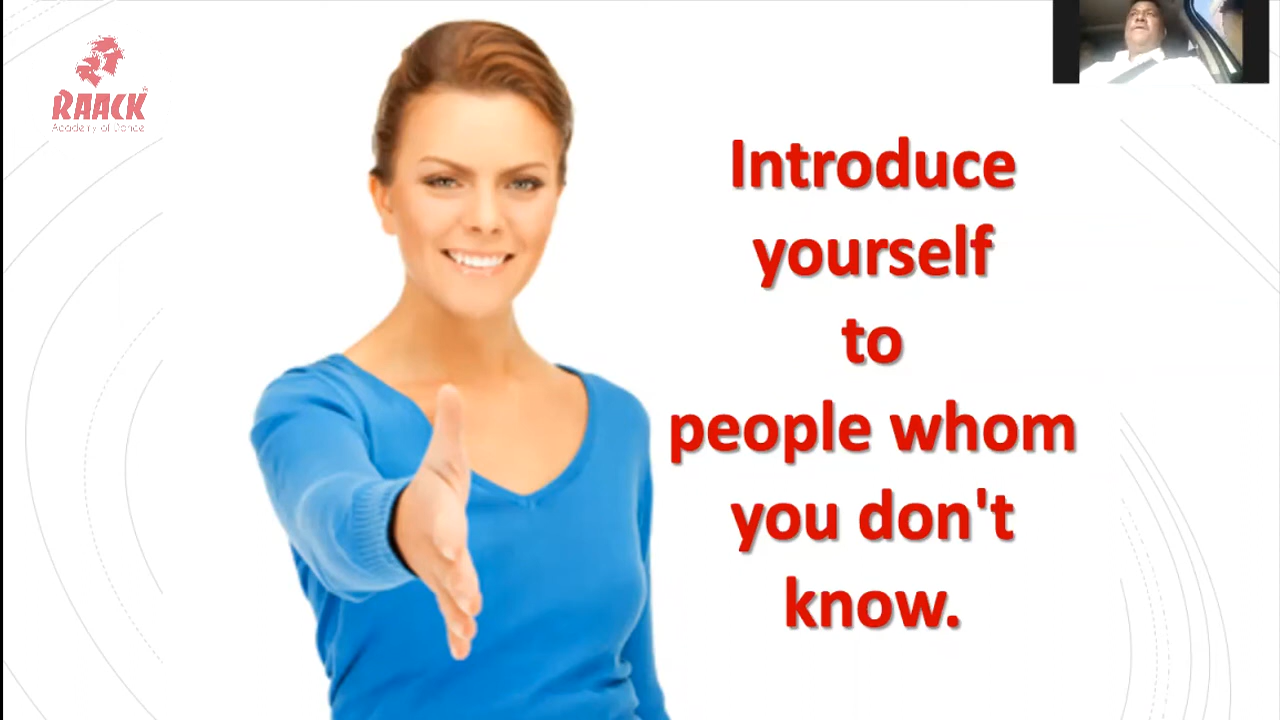 RAACK
Academy of Dance
Introduce
yourself
to
people whom
you don't
know.